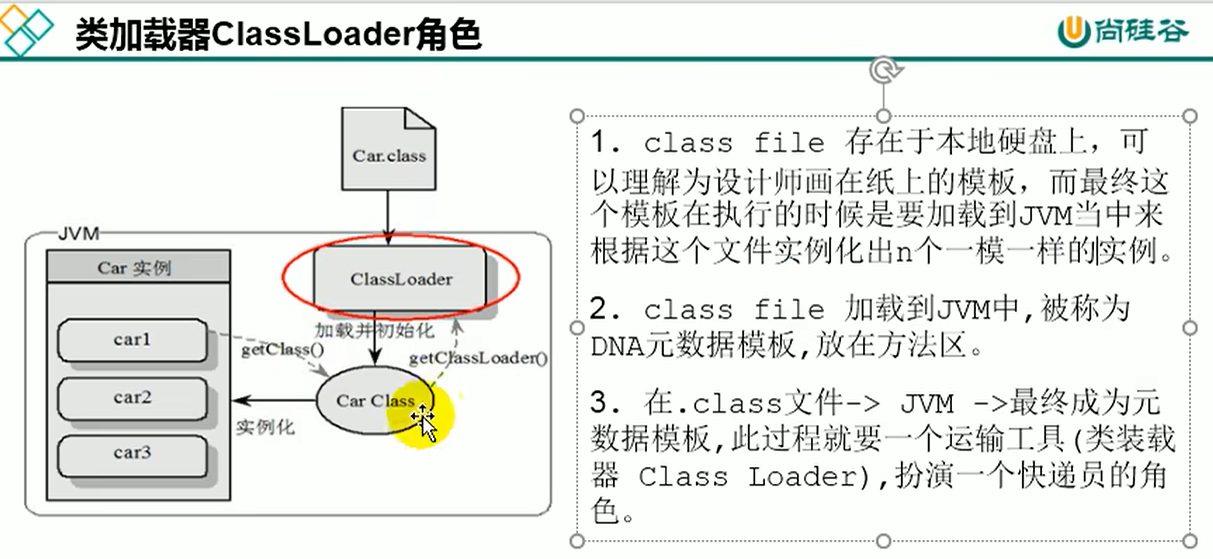 类加载器ClassLoader角色
尚硅谷
Car.class
JVM
Car 实例
ClassLoader
加载并初始化
car1
getClass()
getClassLoader()
car2
Car Class
实例化
car3
1. class file 存在于本地硬盘上，可
以理解为设计师画在纸上的模板，而最终这
个模板在执行的时候是要加载到JVM当中来
根据这个文件实例化出n个一模一样的实例。
2. class file 加载到JVM中,被称为
DNA元数据模板,放在方法区。
3. 在.class文件-> JVM ->最终成为元
数据模板,此过程就要一个运输工具(类装载
器 Class Loader),扮演一个快递员的角
色。